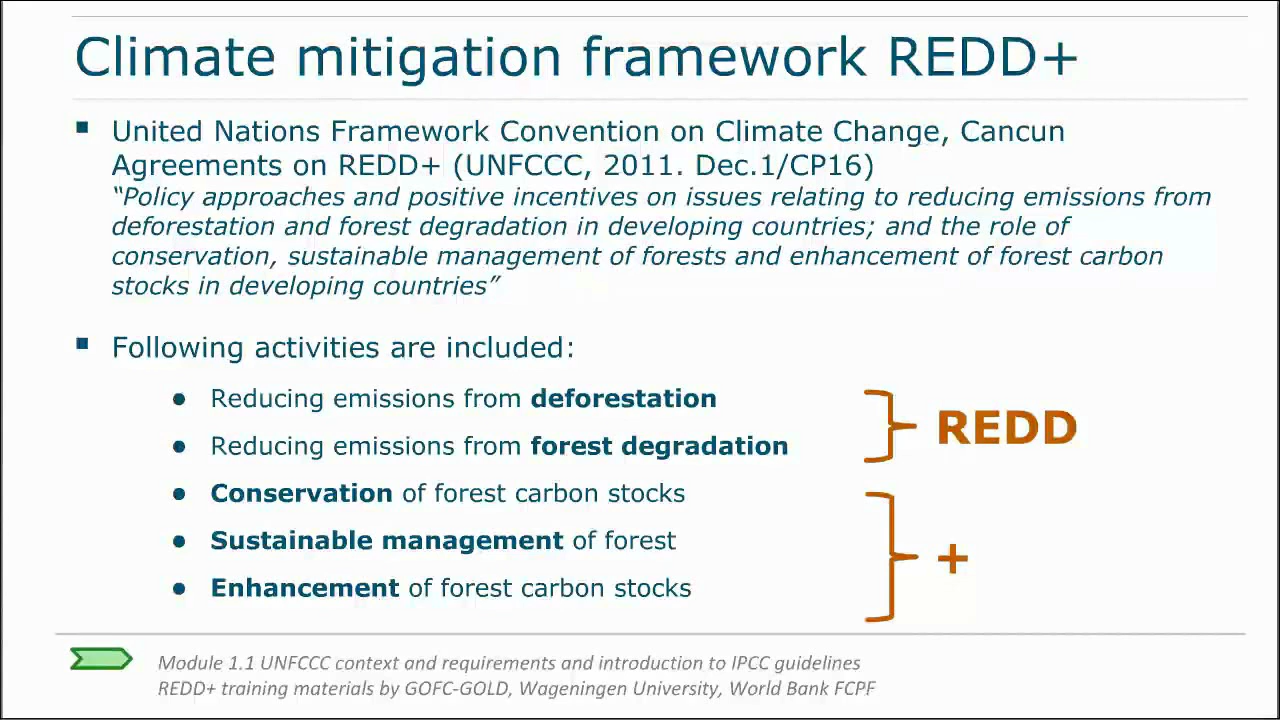 Climate mitigation framework REDD+
▪ United Nations Framework Convention on Climate Change, Cancun
Agreements on REDD+ (UNFCCC, 2011. Dec.1/CP16)
“Policy approaches and positive incentives on issues relating to reducing emissions from
deforestation and forest degradation in developing countries; and the role of
conservation, sustainable management of forests and enhancement of forest carbon
stocks in developing countries”
▪ Following activities are included:
● Reducing emissions from deforestation
● Reducing emissions from forest degradation
REDD
● Conservation of forest carbon stocks
● Sustainable management of forest
● Enhancement of forest carbon stocks
+
Module 1.1 UNFCCC context and requirements and introduction to IPCC guidelines
REDD+ training materials by GOFC-GOLD, Wageningen University, World Bank FCPF